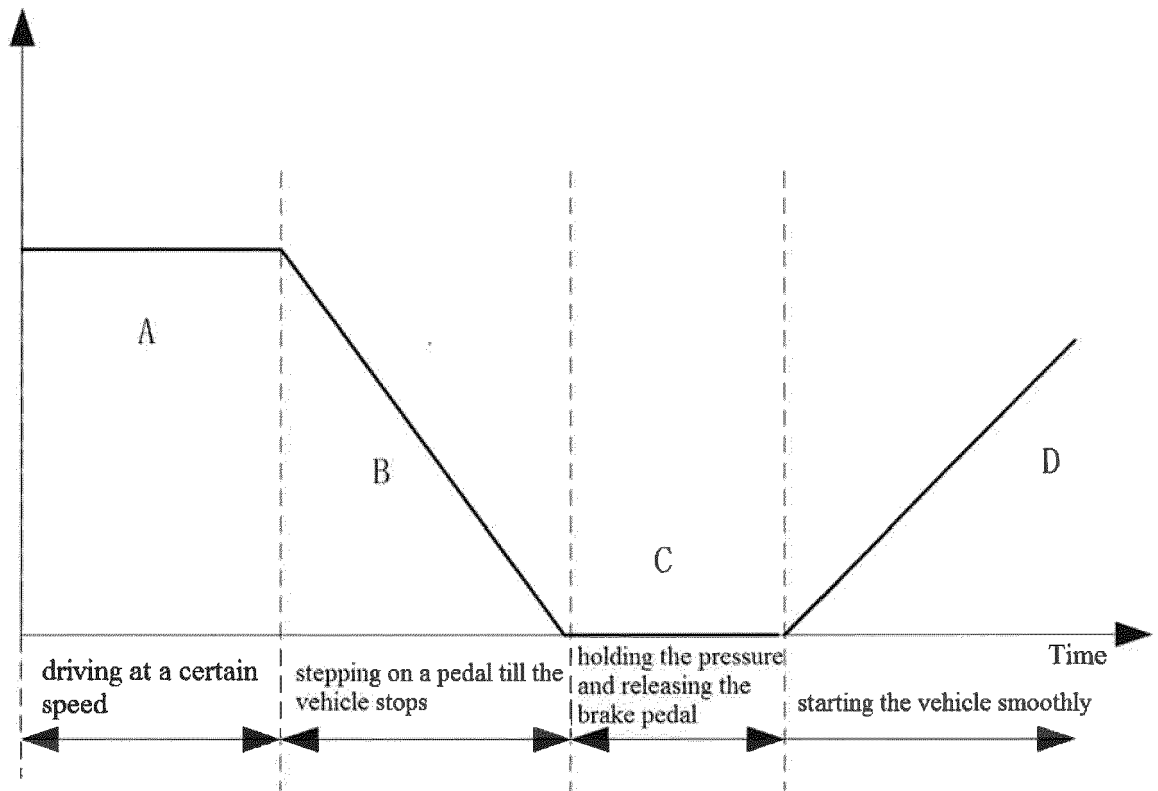 A
B
C
D
Time
driving at a certain
speed
stepping on a pedal till the
vehicle stops
holding the pressure
and releasing the
brake pedal
starting the vehicle smoothly